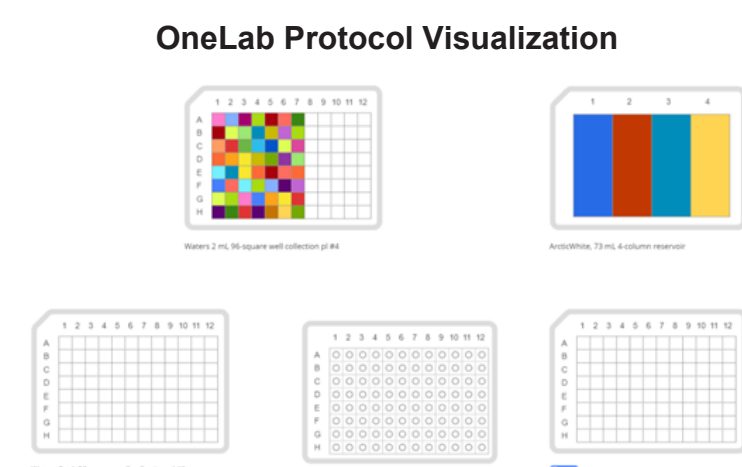 OneLab Protocol Visualization
1 2 3 4 5 6 7 8 9 10 11 12
A
B
C
D
E
F
G
H
Waters 2 mL 96-square well collection pl #4
1 2 3 4
ArcticWhite, 73 mL 4-column reservoir
1 2 3 4 5 6 7 8 9 10 11 12
A
B
C
D
E
F
G
H
1 2 3 4 5 6 7 8 9 10 11 12
A
B
C
D
E
F
G
H
1 2 3 4 5 6 7 8 9 10 11 12
A
B
C
D
E
F
G
H